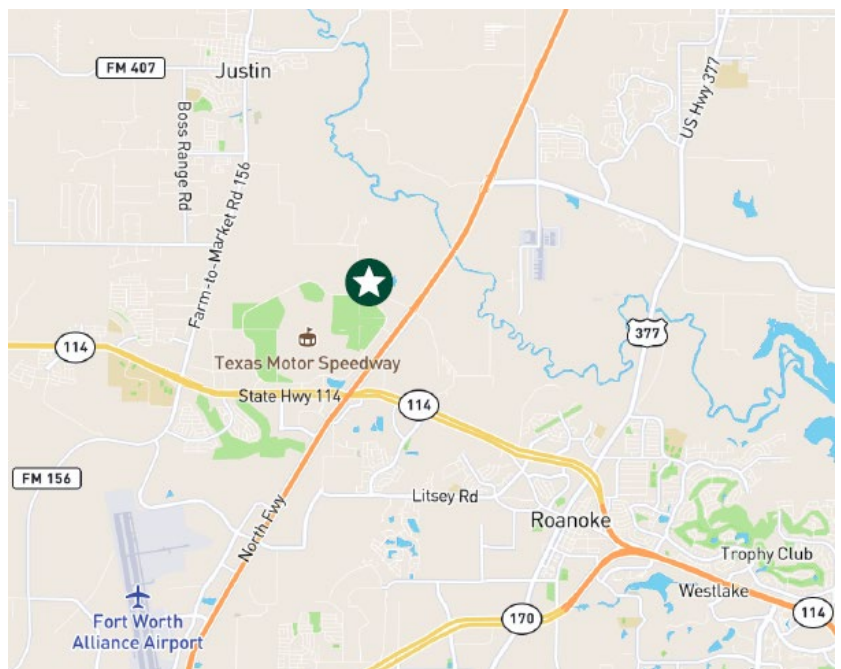 Justin
FM 407
Boss Range Rd
US Hwy 377
Farm-to-Market Rd 156
377
114
Texas Motor Speedway
State Hwy 114
114
FM 156
Litsey Rd
North Fwy
Roanoke
Trophy Club
Westlake
114
170
Fort Worth
Alliance Airport